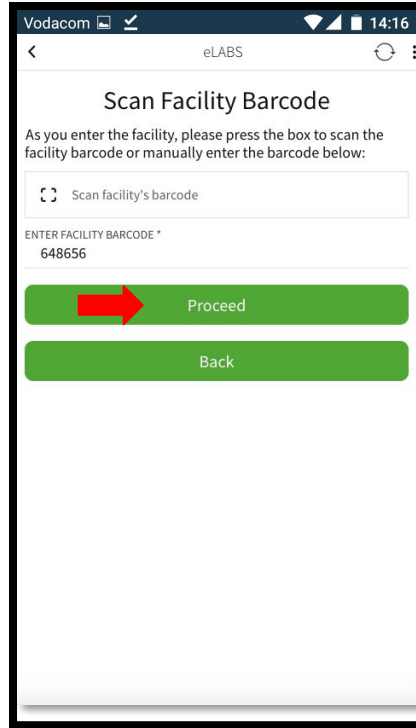 Vodacom 14:16
eLABS
Scan Facility Barcode
As you enter the facility, please press the box to scan the
facility barcode or manually enter the barcode below:
Scan facility's barcode
ENTER FACILITY BARCODE *
648656
Proceed
Back